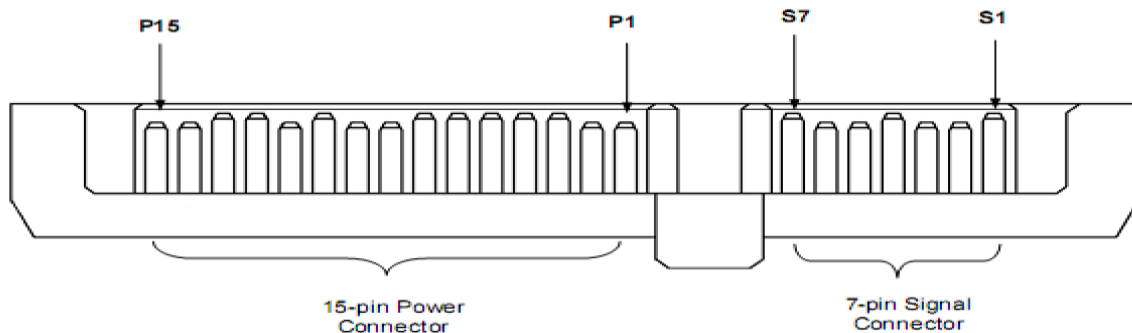 P15
P1
S7
S1
15-pin Power
Connector
7-pin Signal
Connector